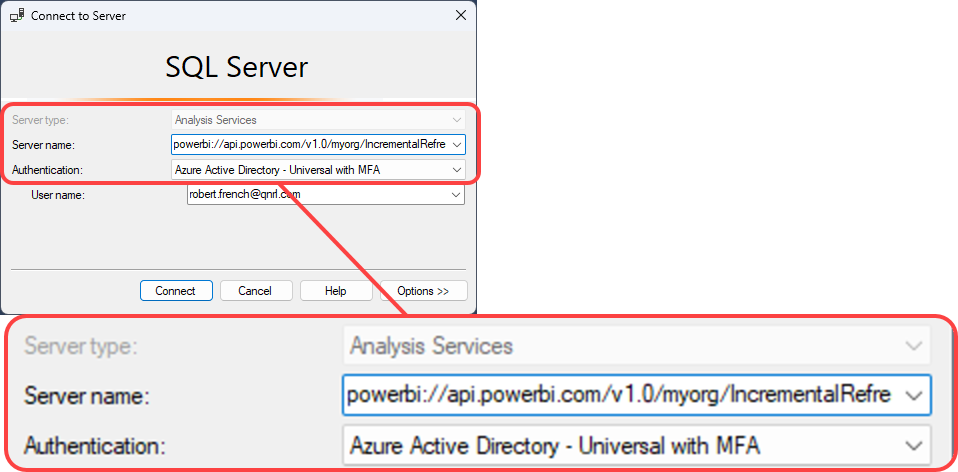 Connect to Server
SQL Server
Server type: Analysis Services
Server name: powerbi://api.powerbi.com/v1.0/myorg/IncrementalRefre
Authentication: Azure Active Directory - Universal with MFA
User name: robert.french@qnrl.com
Connect Cancel Help Options >>
Server type: Analysis Services
Server name: powerbi://api.powerbi.com/v1.0/myorg/IncrementalRefre
Authentication: Azure Active Directory - Universal with MFA